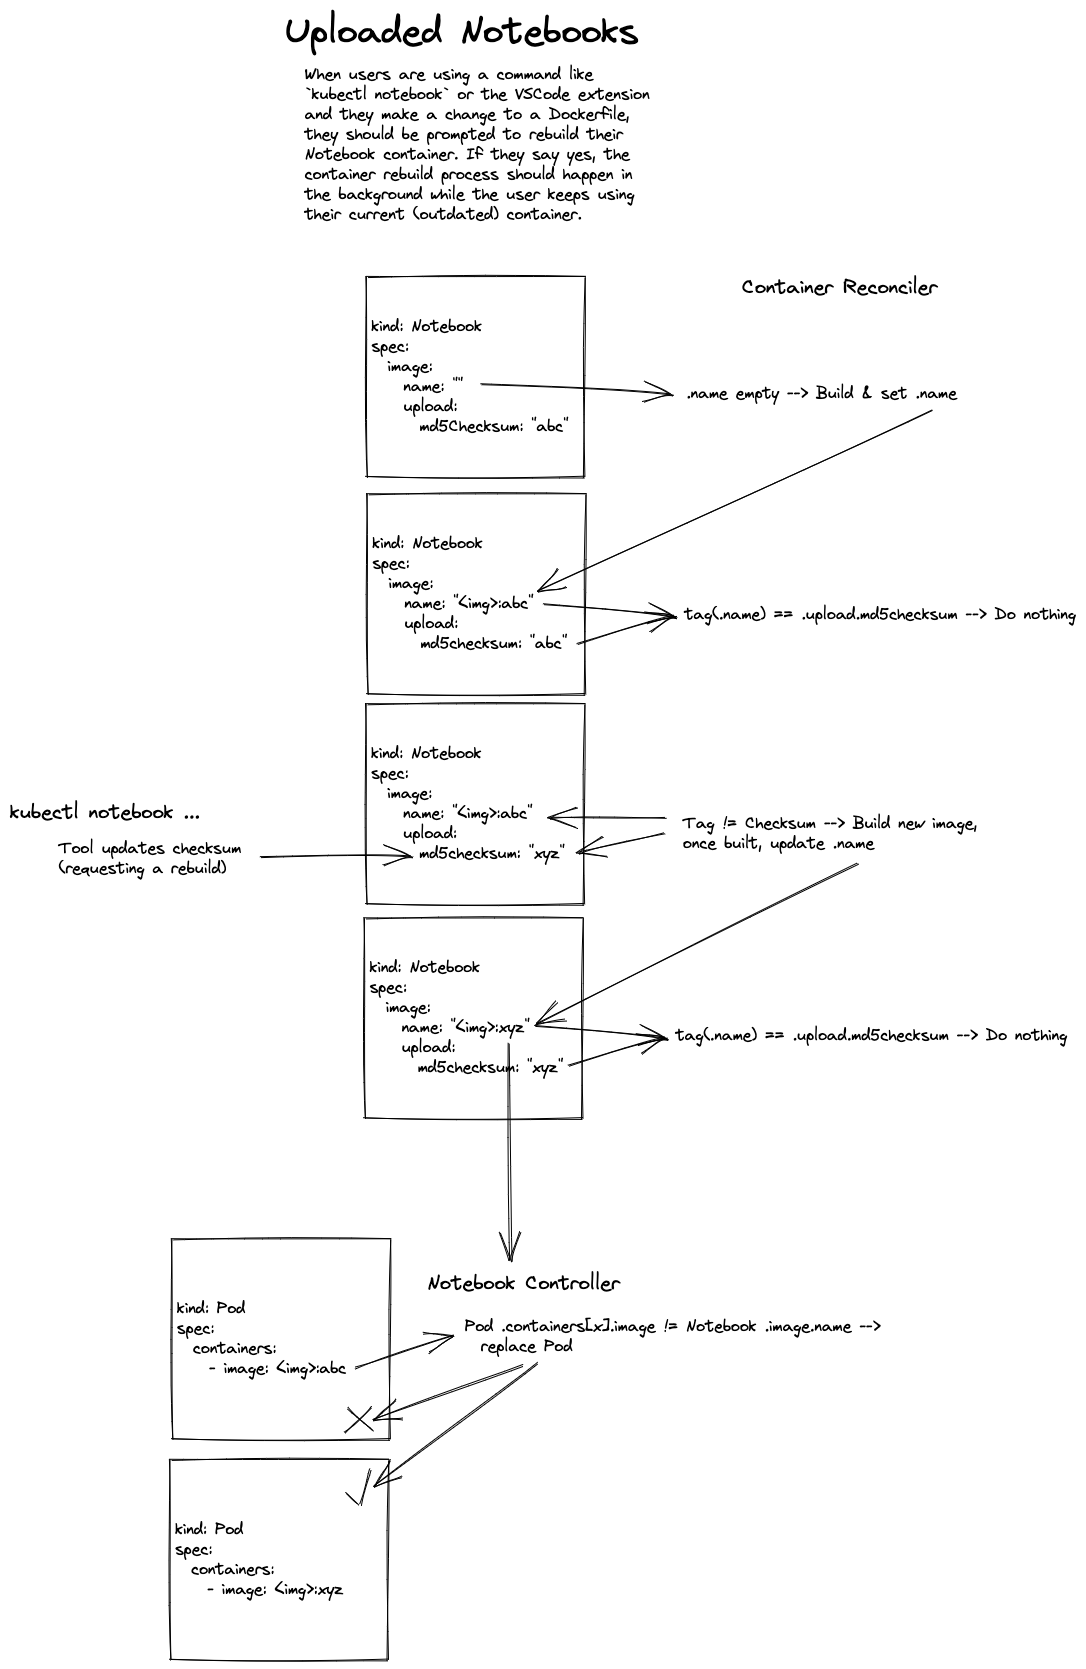 Uploaded Notebooks
When users are using a command like
`kubectl notebook` or the VSCode extension
and they make a change to a Dockerfile,
they should be prompted to rebuild their
Notebook container. If they say yes, the
container rebuild process should happen in
the background while the user keeps using
their current (outdated) container.
Container Reconciler
kind: Notebook
spec:
image:
name: ""
upload:
md5Checksum: "abc"
.name empty --> Build & set .name
kind: Notebook
spec:
image:
name: "<img>:abc"
upload:
md5checksum: "abc"
tag(.name) == .upload.md5checksum --> Do nothing
kind: Notebook
spec:
image:
name: "<img>:abc"
upload:
md5checksum: "xyz"
kubectl notebook ...
Tool updates checksum
(requesting a rebuild)
Tag != Checksum --> Build new image,
once built, update .name
kind: Notebook
spec:
image:
name: "<img>:xyz"
upload:
md5checksum: "xyz"
tag(.name) == .upload.md5checksum --> Do nothing
Notebook Controller
Pod .containers[x].image != Notebook .image.name -->
replace Pod
kind: Pod
spec:
containers:
- image: <img>:abc
kind: Pod
spec:
containers:
- image: <img>:xyz